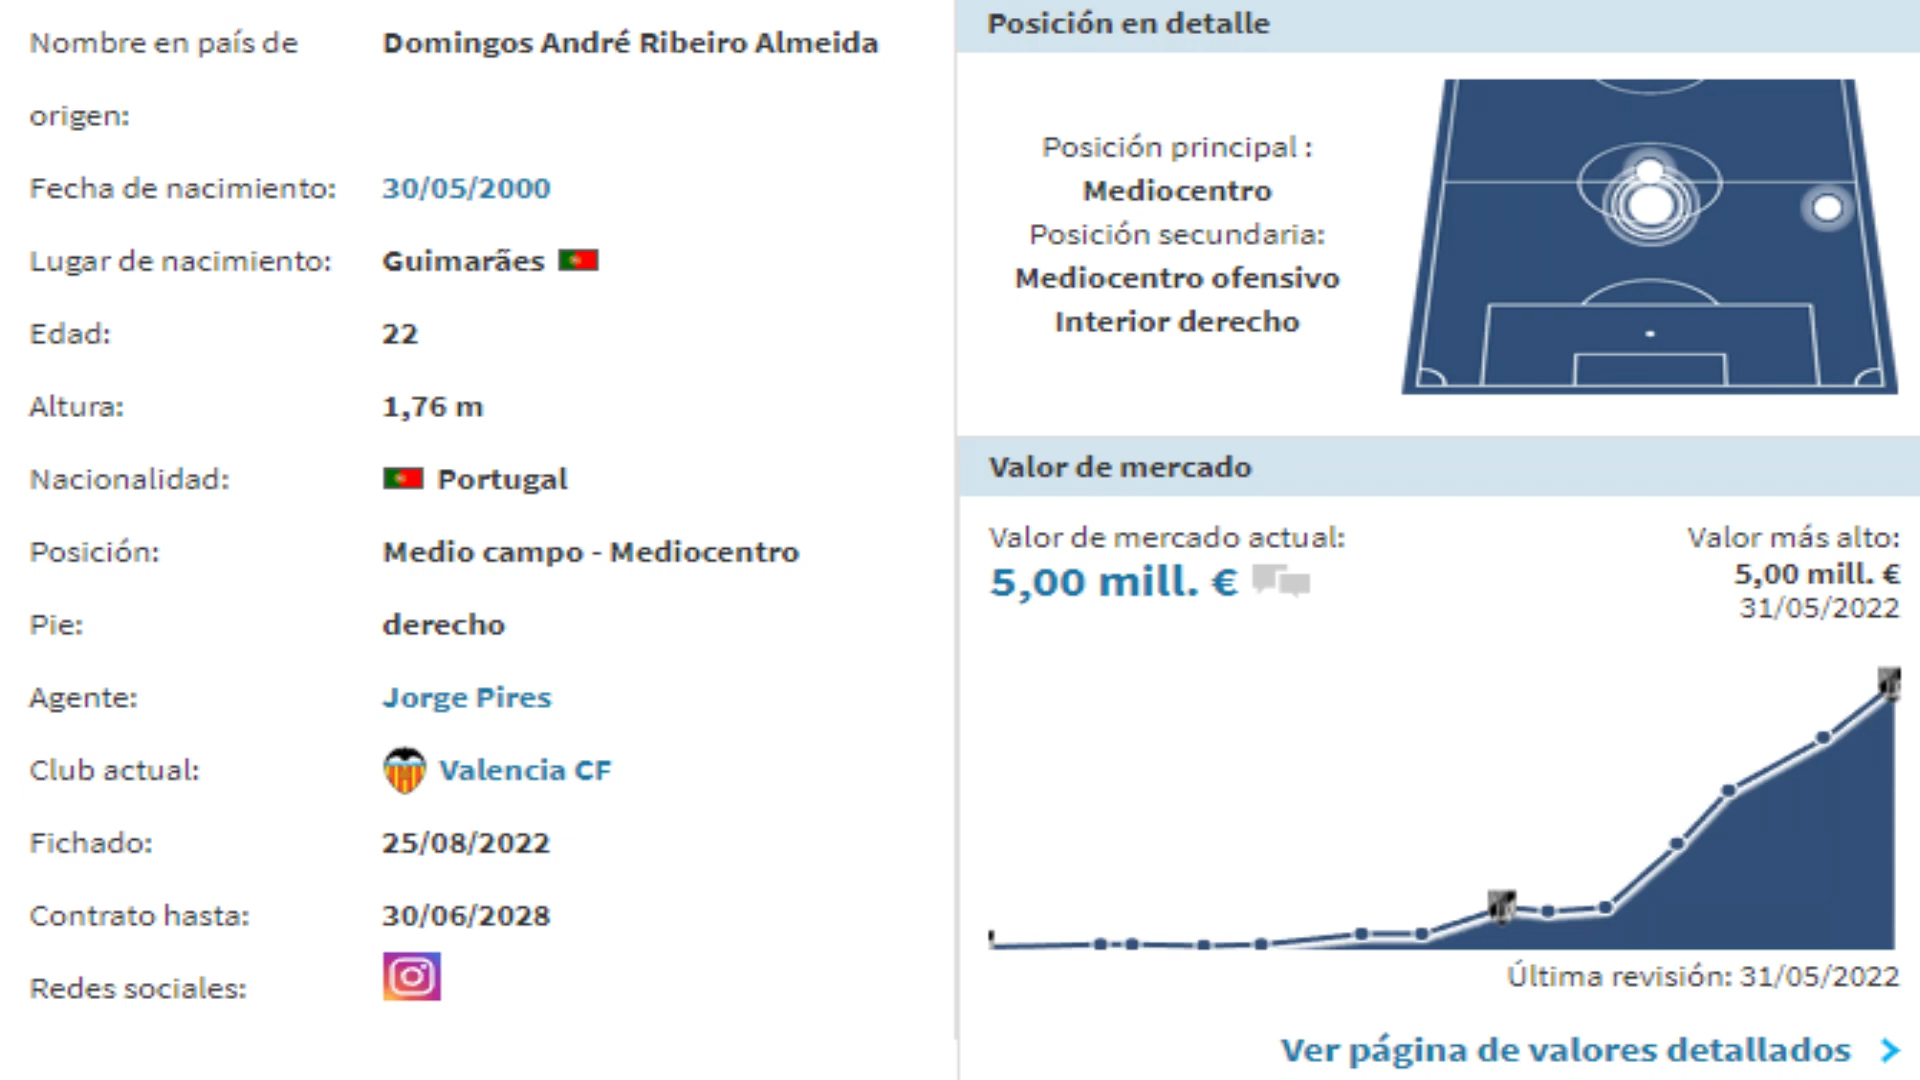 Nombre en país de
origen:
Domingos André Ribeiro Almeida
Fecha de nacimiento: 30/05/2000
Lugar de nacimiento: Guimarães
Edad: 22
Altura: 1,76 m
Nacionalidad: Portugal
Posición: Medio campo - Mediocentro
Pie: derecho
Agente: Jorge Pires
Club actual: Valencia CF
Fichado: 25/08/2022
Contrato hasta: 30/06/2028
Redes sociales:
Posición en detalle
Posición principal :
Mediocentro
Posición secundaria:
Mediocentro ofensivo
Interior derecho
Valor de mercado
Valor de mercado actual:
5,00 mill. €
Valor más alto:
5,00 mill. €
31/05/2022
Última revisión: 31/05/2022
Ver página de valores detallados